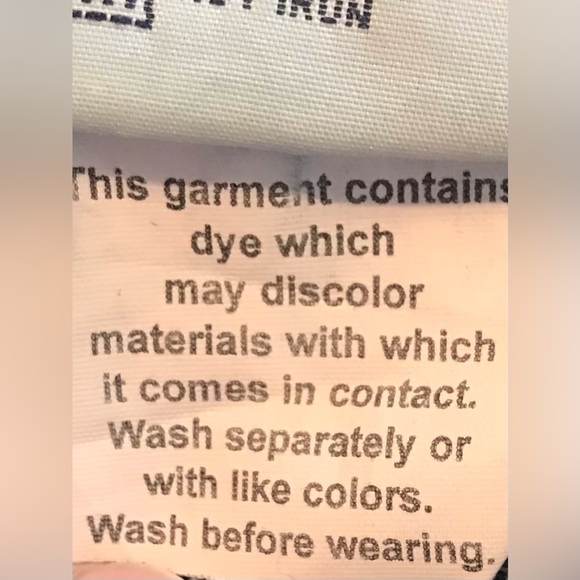 IRON
This garment contains
dye which
may discolor
materials with which
it comes in contact.
Wash separately or
with like colors.
Wash before wearing.